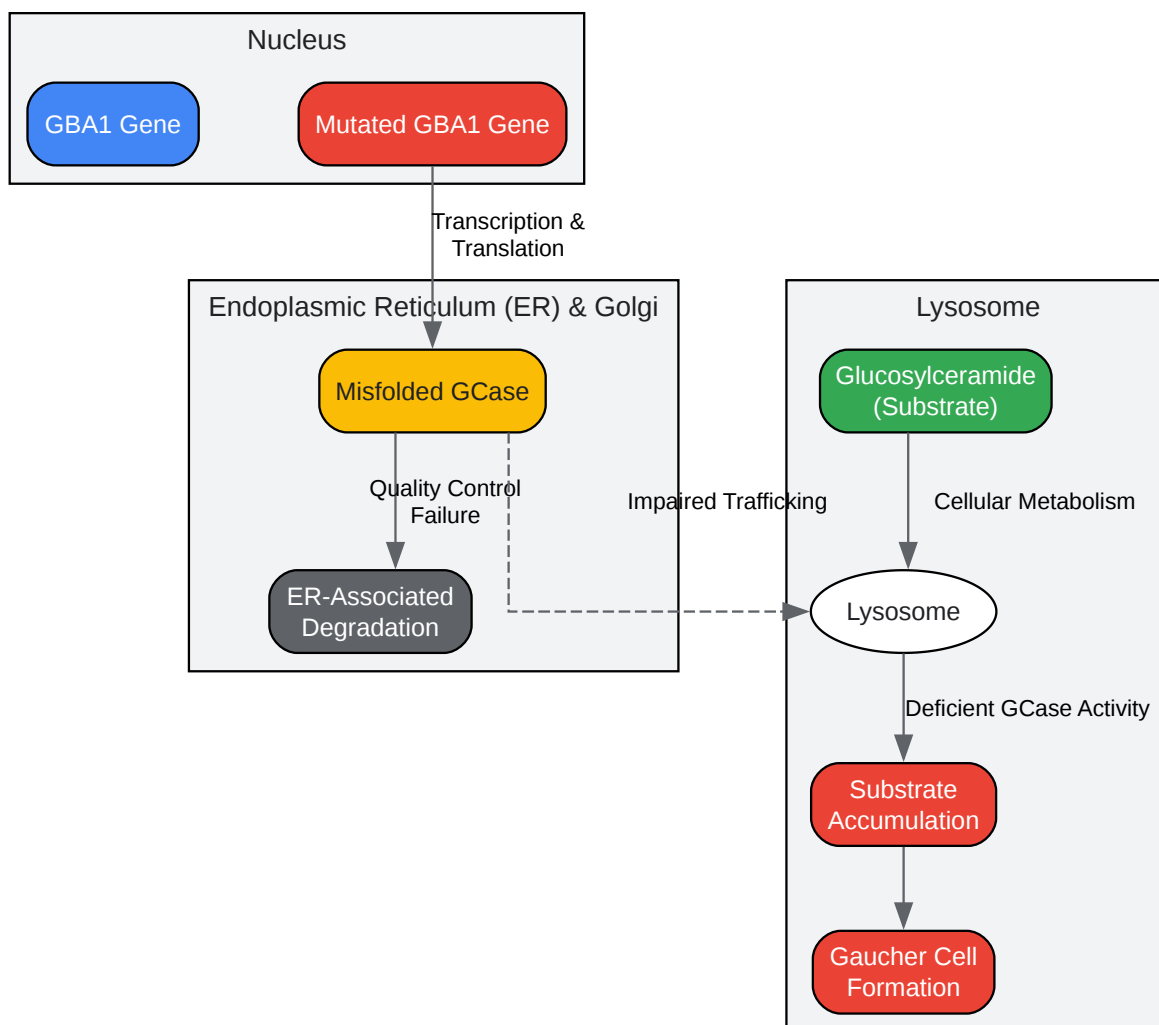 Nucleus
GBA1 Gene
Mutated GBA1 Gene
Transcription &
Translation
Endoplasmic Reticulum (ER) & Golgi
Lysosome
Misfolded GCase
Glucosylceramide
(Substrate)
Quality Control
Failure
Impaired Trafficking
Cellular Metabolism
ER-Associated
Degradation
Lysosome
Deficient GCase Activity
Substrate
Accumulation
Gaucher Cell
Formation